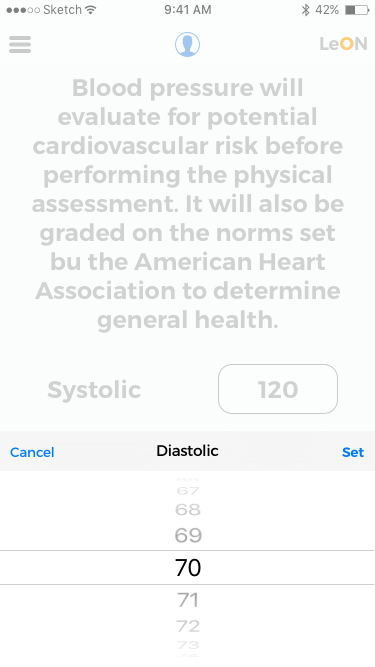 Sketch 9:41 AM 42%
LeON
Blood pressure will
evaluate for potential
cardiovascular risk before
performing the physical
assessment. It will also be
graded on the norms set
bu the American Heart
Association to determine
general health.
Systolic 120
Cancel Diastolic Set
67
68
69
70
71
72
73